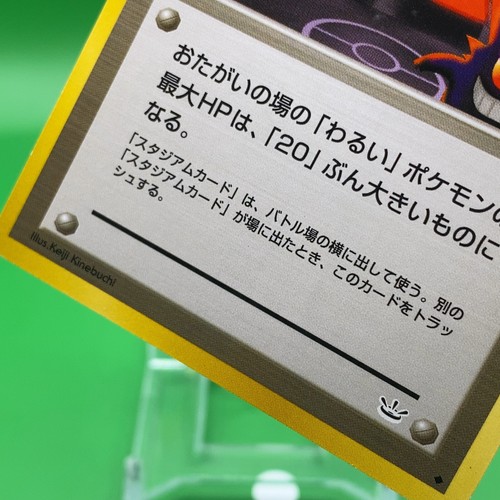 おたがいの場の「わるい」ポケモンの
最大HPは、「20」ぶん大きいものに
なる。
「スタジアムカード」は、バトル場の横に出して使う。別の
「スタジアムカード」が場に出たとき、このカードをトラッ
シュする。
Illus. Keiji Kinebuchi